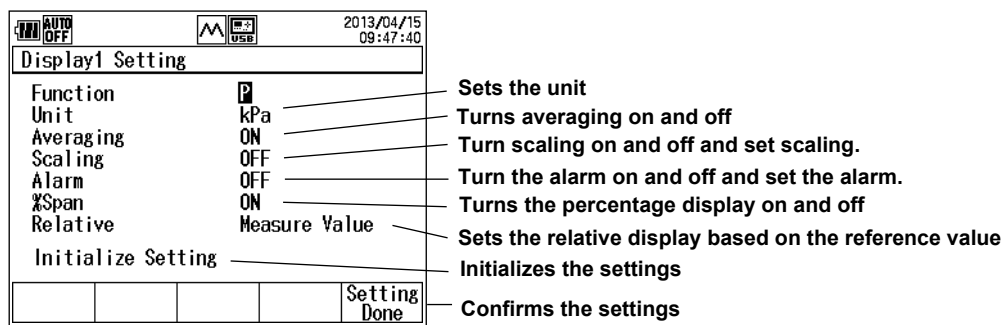 AUTO OFF
USB
2013/04/15
09:47:40
Display1 Setting
Function P
Unit kPa
Averaging ON
Scaling OFF
Alarm OFF
%Span ON
Relative Measure Value
Initialize Setting
Setting
Done
Sets the unit
Turns averaging on and off
Turn scaling on and off and set scaling.
Turn the alarm on and off and set the alarm.
Turns the percentage display on and off
Sets the relative display based on the reference value
Initializes the settings
Confirms the settings